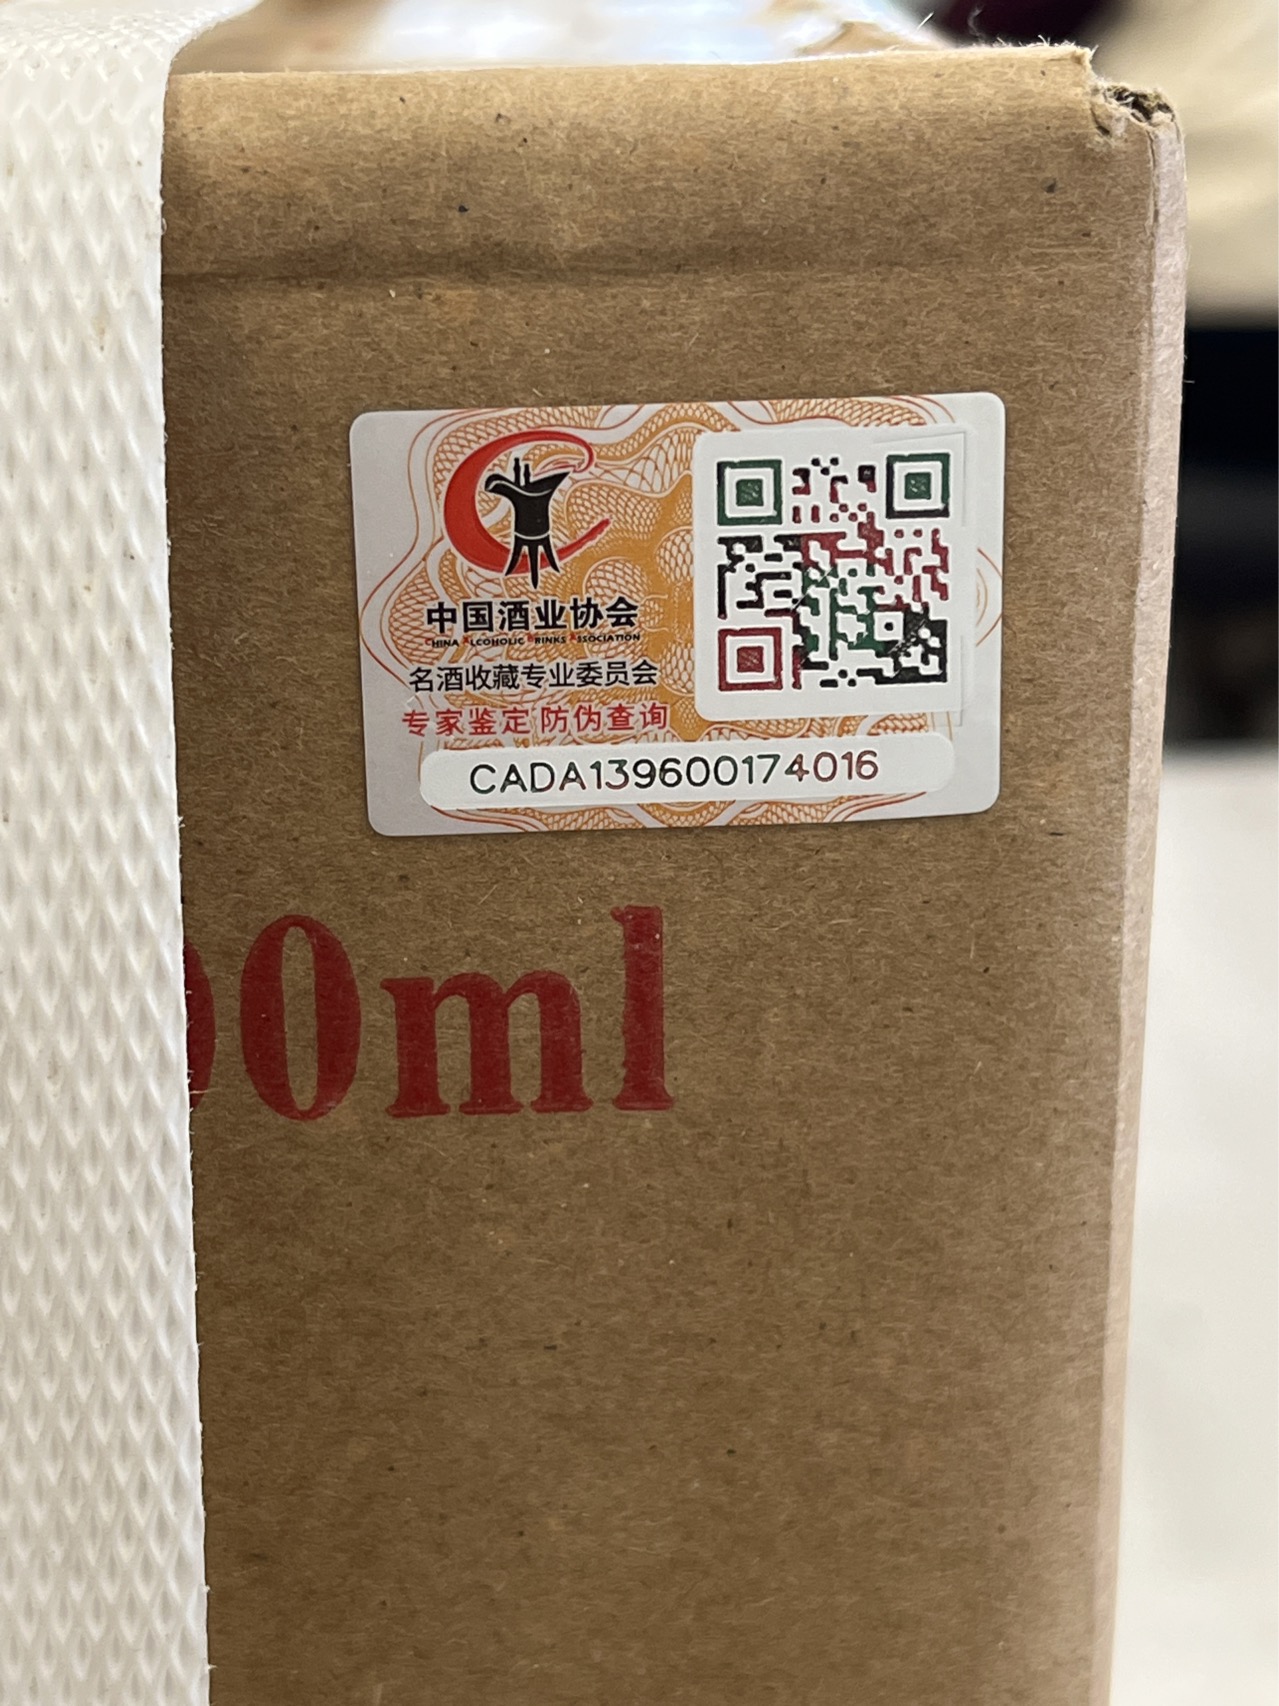 中国酒业协会
CHINA ALCOHOLIC DRINKS ASSOCIATION
名酒收藏专业委员会
专家鉴定 防伪查询
CADA139600174016
00ml